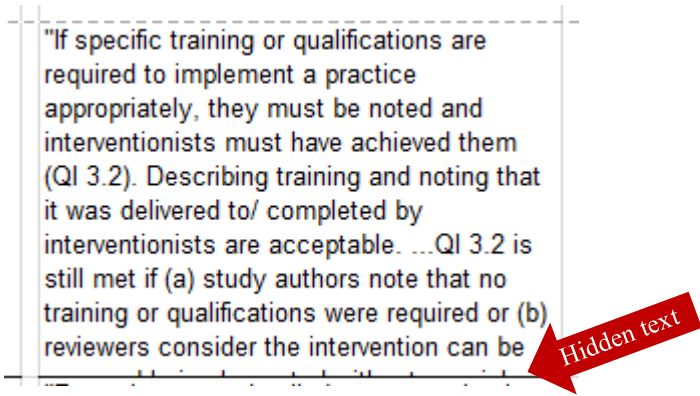 "If specific training or qualifications are
required to implement a practice
appropriately, they must be noted and
interventionists must have achieved them
(QI 3.2). Describing training and noting that
it was delivered to/ completed by
interventionists are acceptable. ...QI 3.2 is
still met if (a) study authors note that no
training or qualifications were required or (b)
reviewers consider the intervention can be
Hidden text